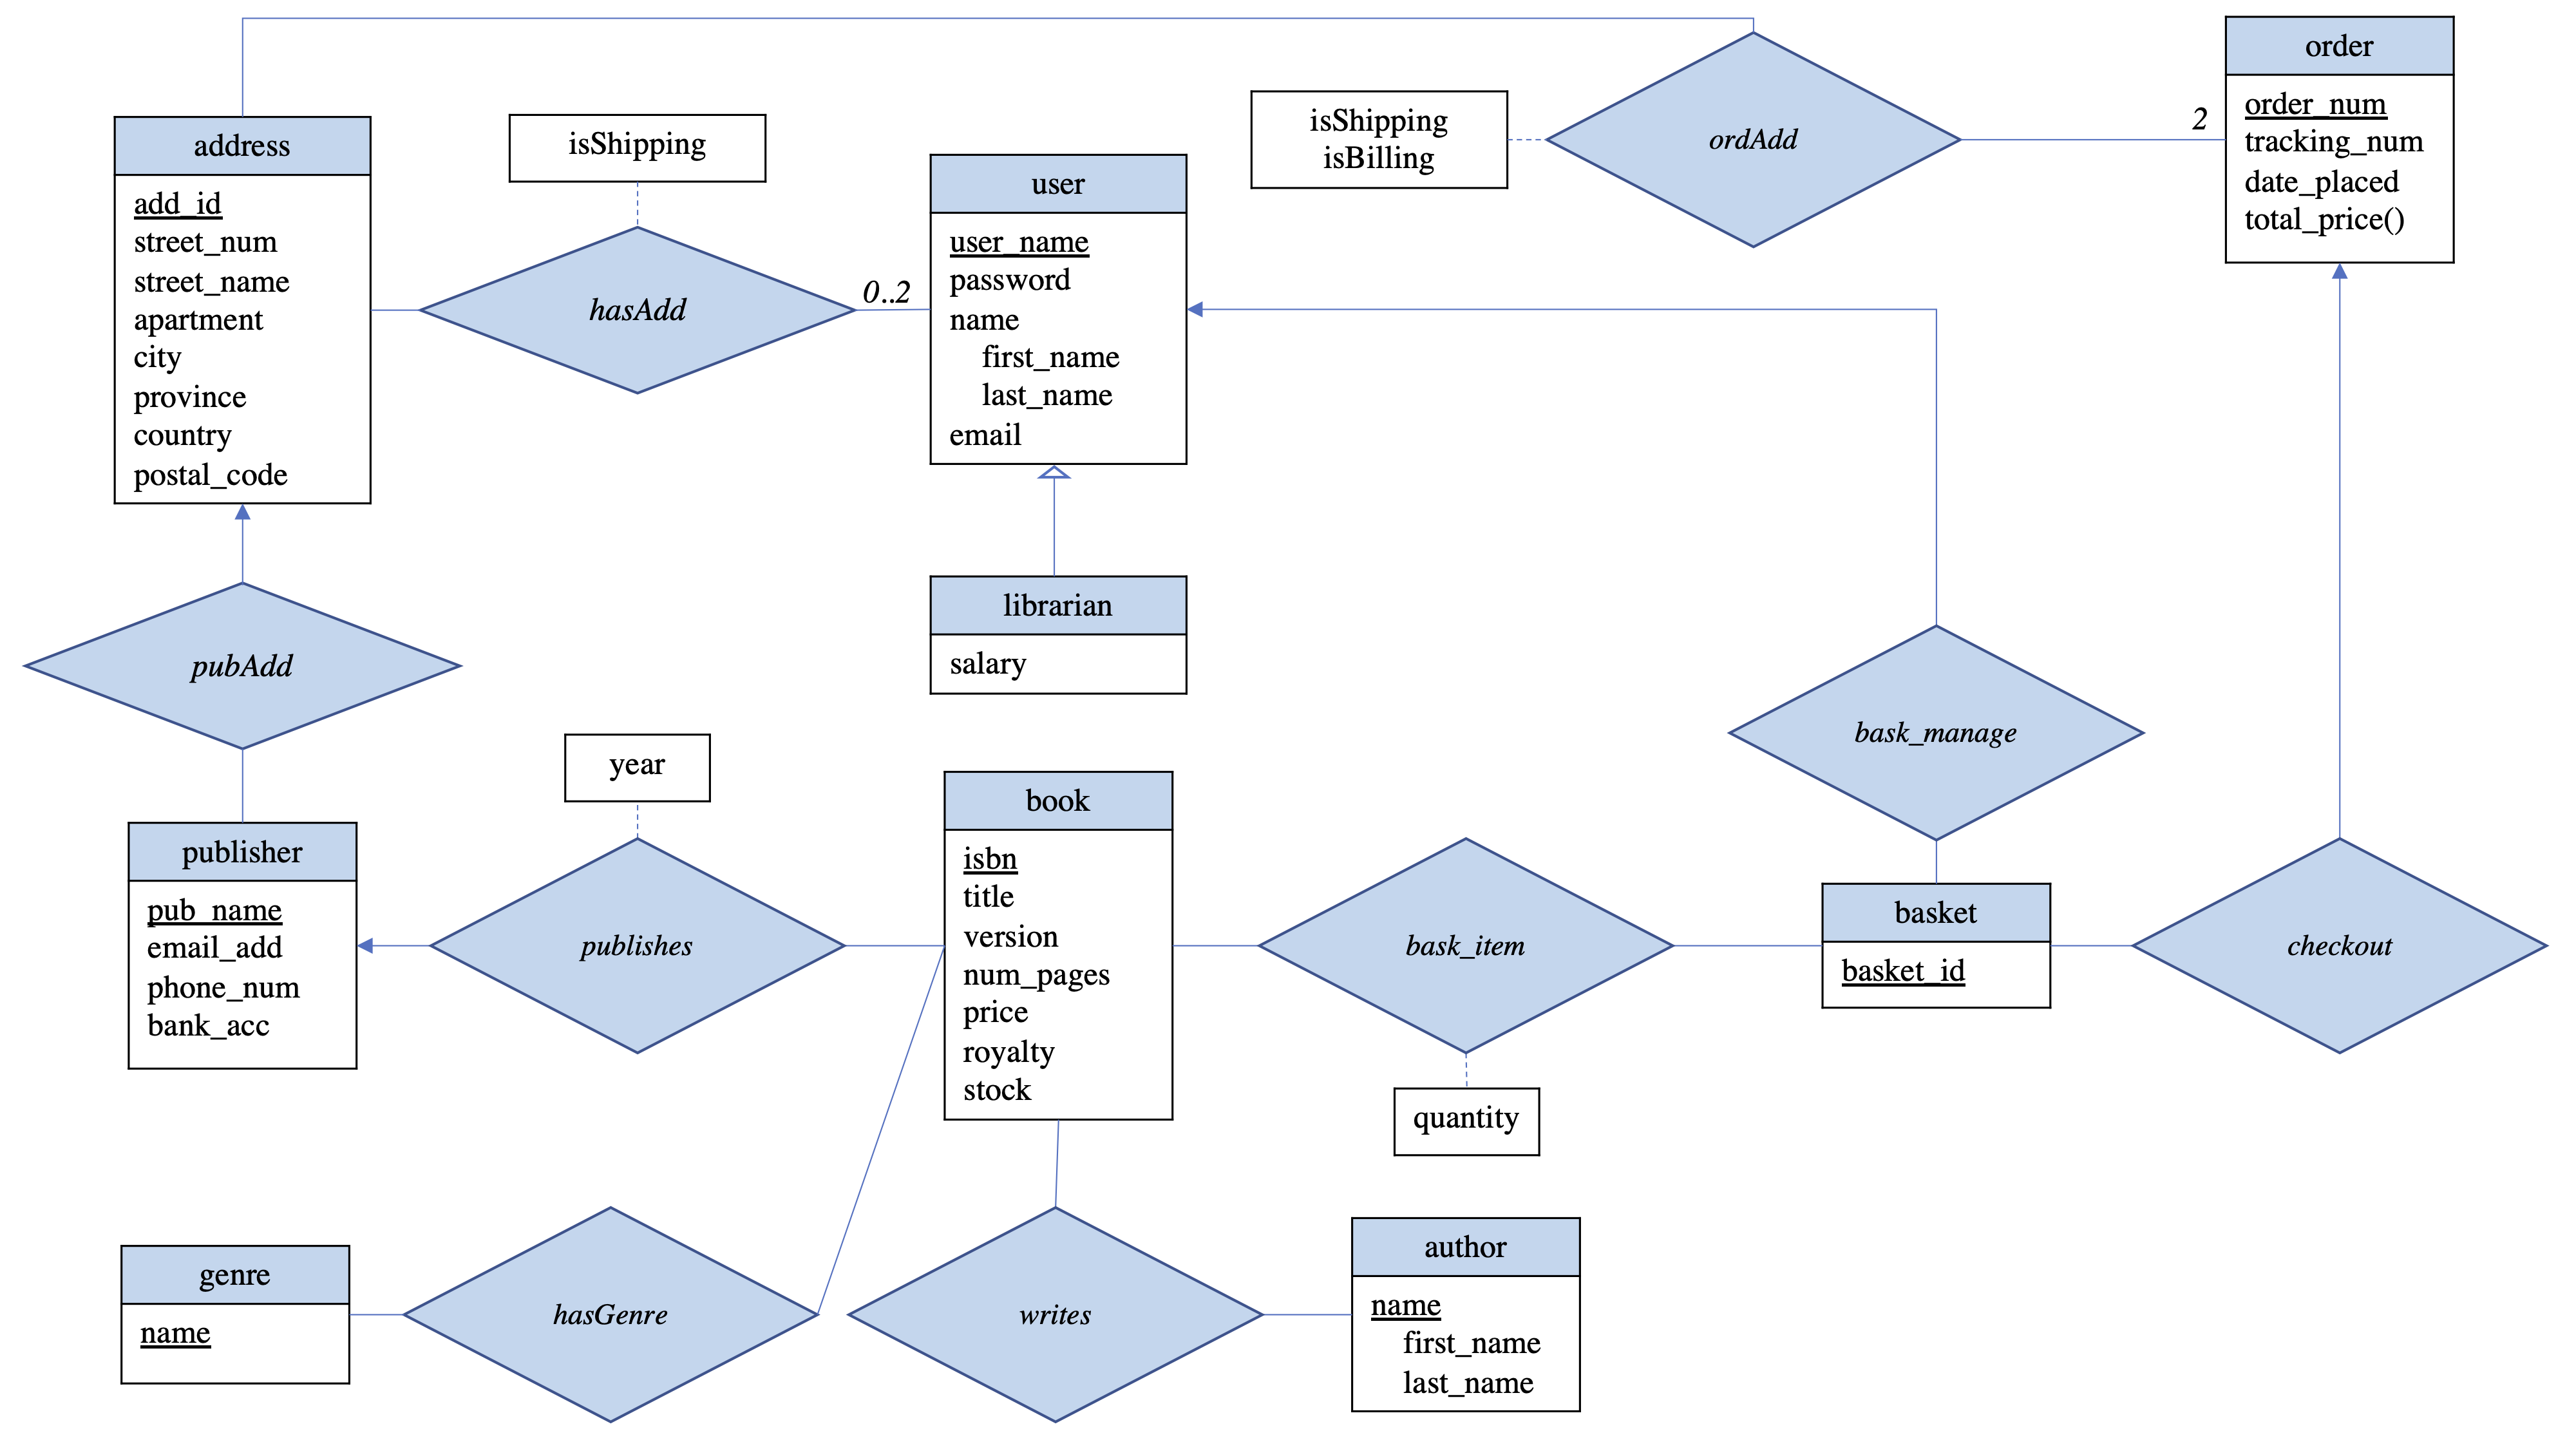 address
add_id
street_num
street_name
apartment
city
province
country
postal_code
isShipping
hasAdd
0..2
user
user_name
password
name
first_name
last_name
email
isShipping
isBilling
ordAdd
2
order
order_num
tracking_num
date_placed
total_price()
pubAdd
librarian
salary
bask_manage
publisher
pub_name
email_add
phone_num
bank_acc
year
publishes
book
isbn
title
version
num_pages
price
royalty
stock
bask_item
quantity
basket
basket_id
checkout
genre
name
hasGenre
writes
author
name
first_name
last_name